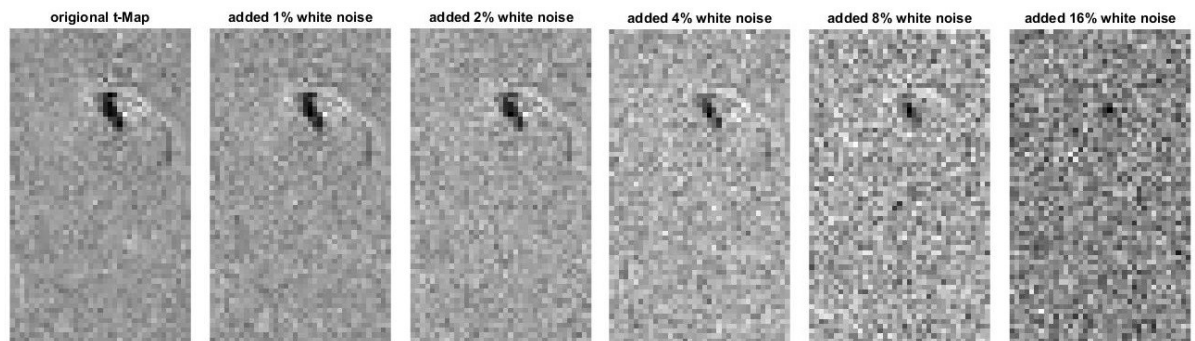 origional t-Map
added 1% white noise
added 2% white noise
added 4% white noise
added 8% white noise
added 16% white noise